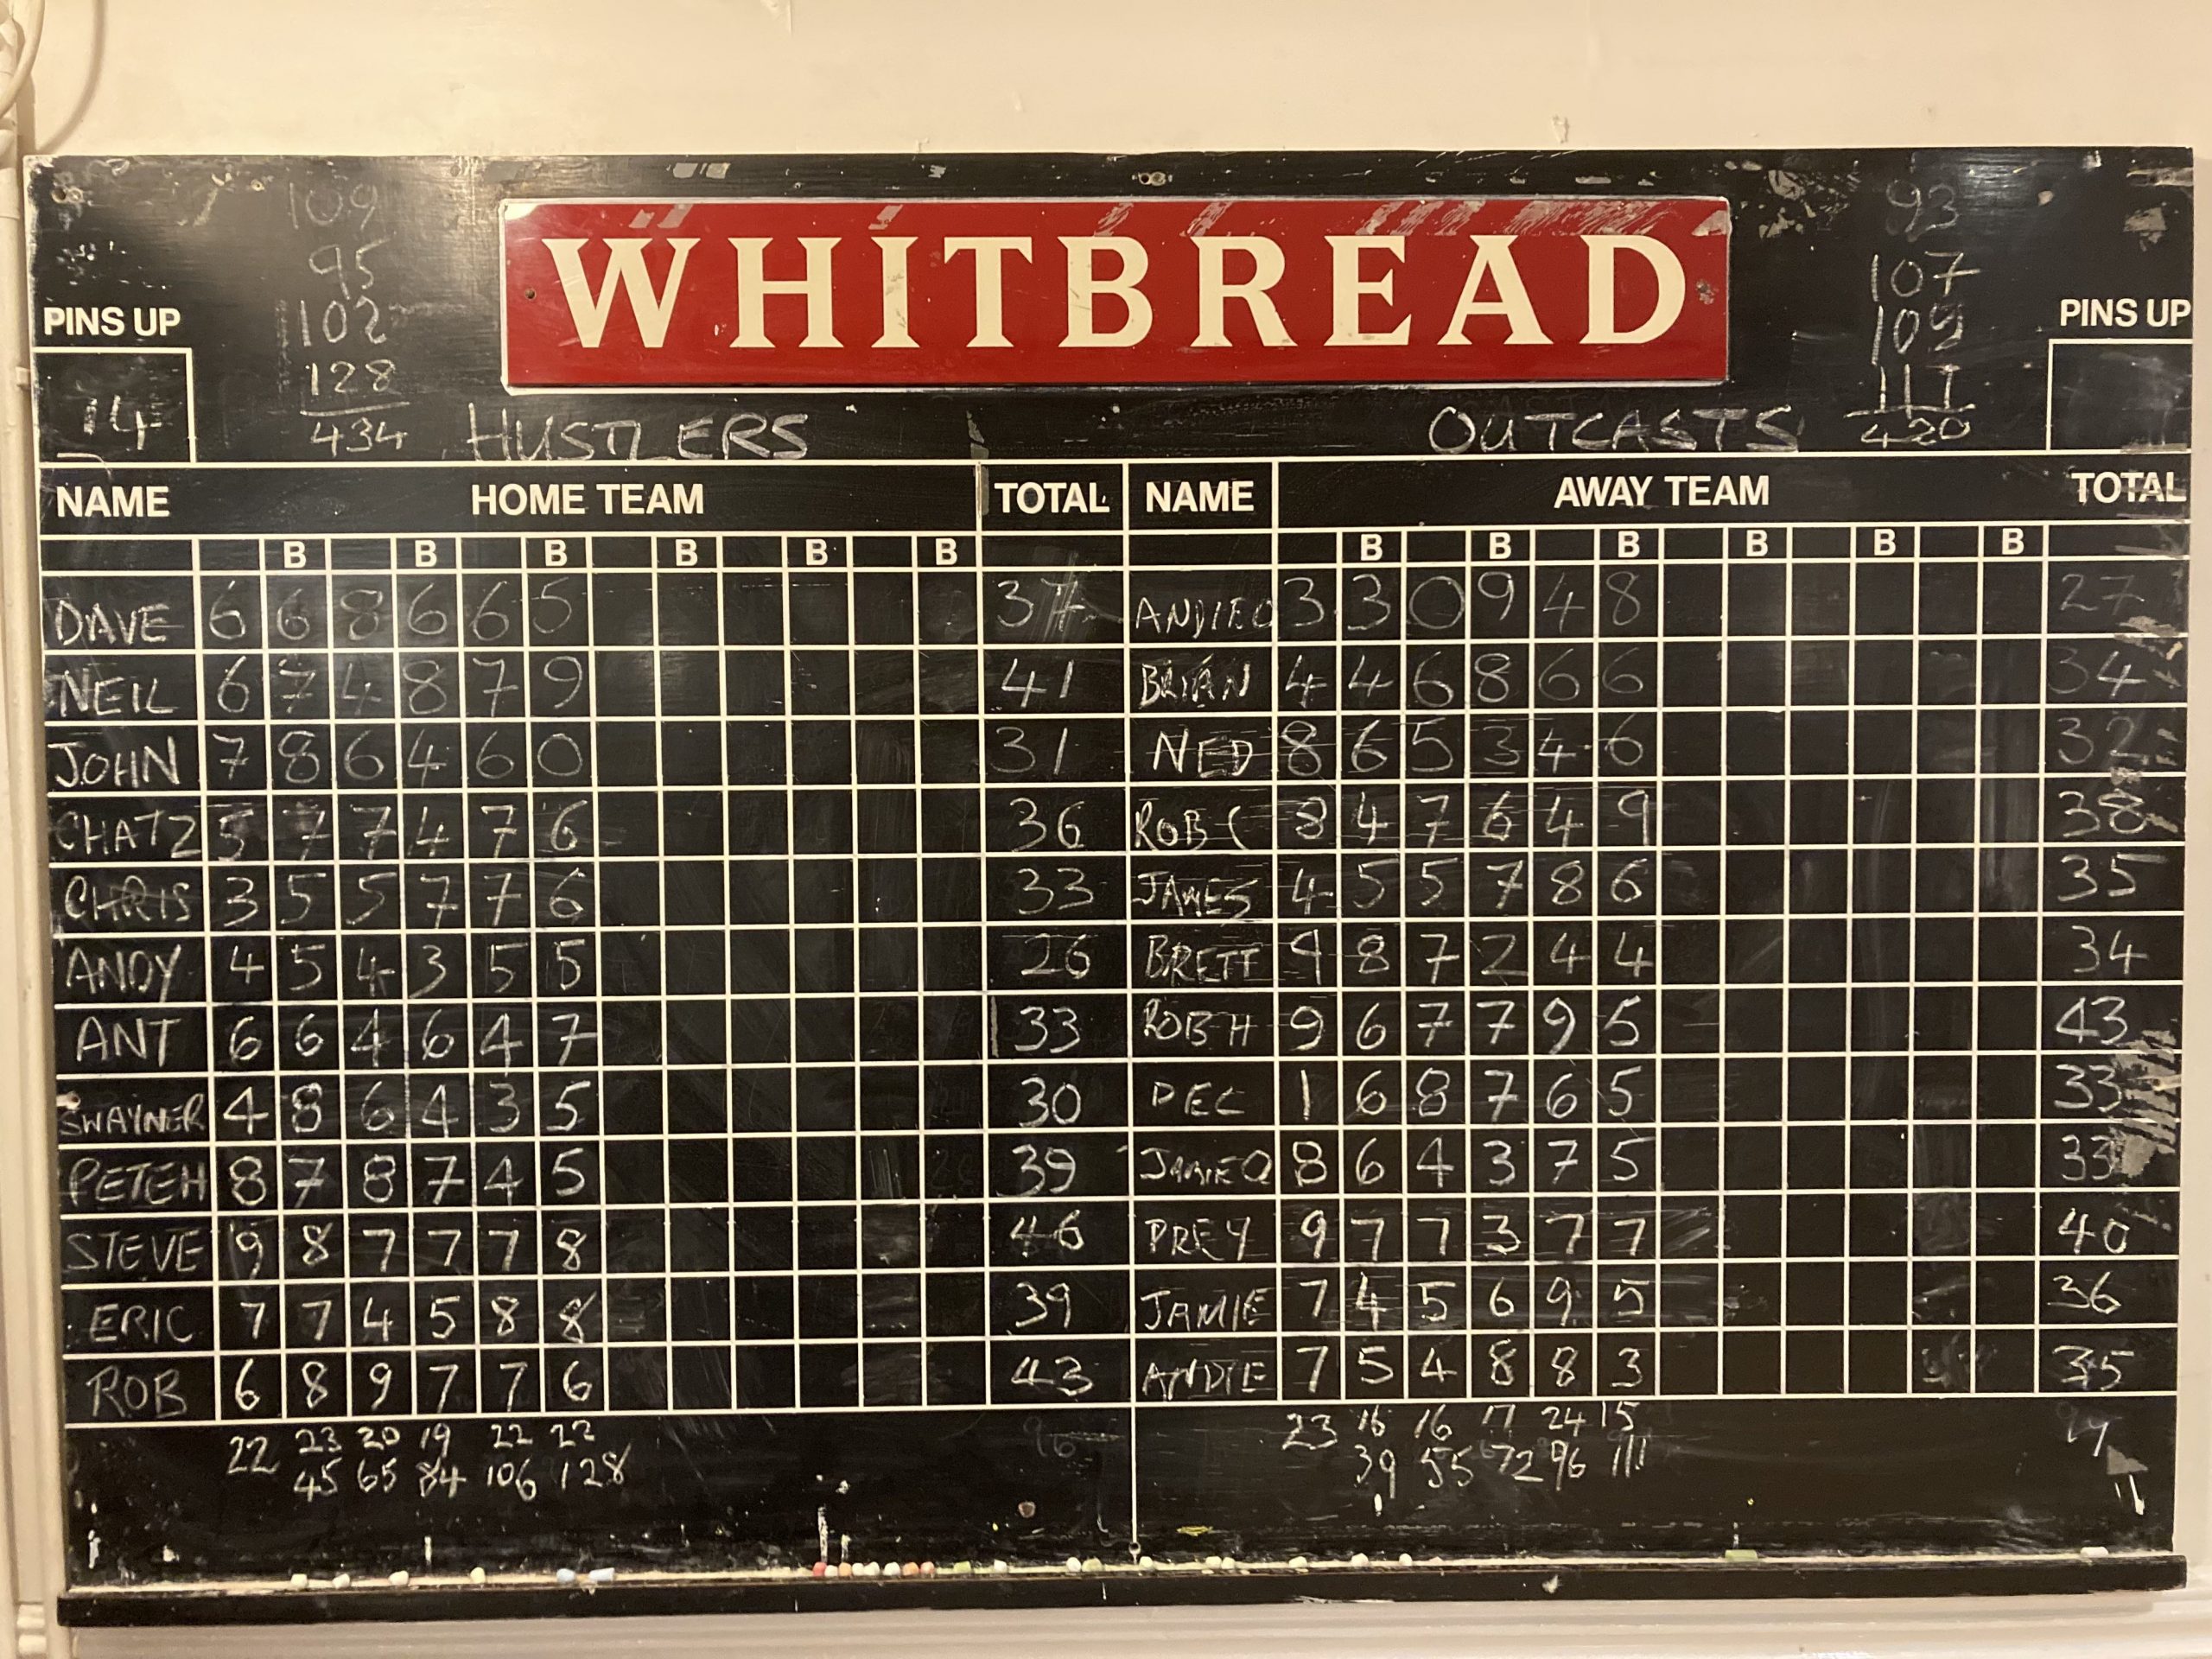 109 93
95 107
102 109
128 111
434 420
WHITBREAD
PINS UP PINS UP
14
HUSTLERS OUTCASTS
NAME HOME TEAM TOTAL NAME AWAY TEAM TOTAL
B B B B B B B B B B B B
DAVE 6 6 8 6 6 5 37 ANDIE 3 3 0 9 4 8 27
NEIL 6 7 4 8 7 9 41 BRIAN 4 4 6 8 6 6 34
JOHN 7 8 6 4 6 0 31 NED 8 6 5 3 4 6 32
CHATZ 5 7 7 4 7 6 36 ROB C 8 4 7 6 4 9 38
CHRIS 3 5 5 7 7 6 33 JAMES 4 5 5 7 8 6 35
ANDY 4 5 4 3 5 5 26 BRETT 9 8 7 2 4 4 34
ANT 6 6 4 6 4 7 33 ROB H 9 6 7 7 9 5 43
SWAYNER 4 8 6 4 3 5 30 DEC 1 6 8 7 6 5 33
PETEH 8 7 8 7 4 5 39 JAMIE Q 8 6 4 3 7 5 33
STEVE 9 8 7 7 7 8 46 PREY 9 7 7 3 7 7 40
ERIC 7 7 4 5 8 8 39 JAMIE 7 4 5 6 9 5 36
ROB 6 8 9 7 7 6 43 ANDIE 7 5 4 8 8 3 35
22 23 20 19 22 22 23 16 16 17 24 15
45 65 84 106 128 39 55 72 96 111